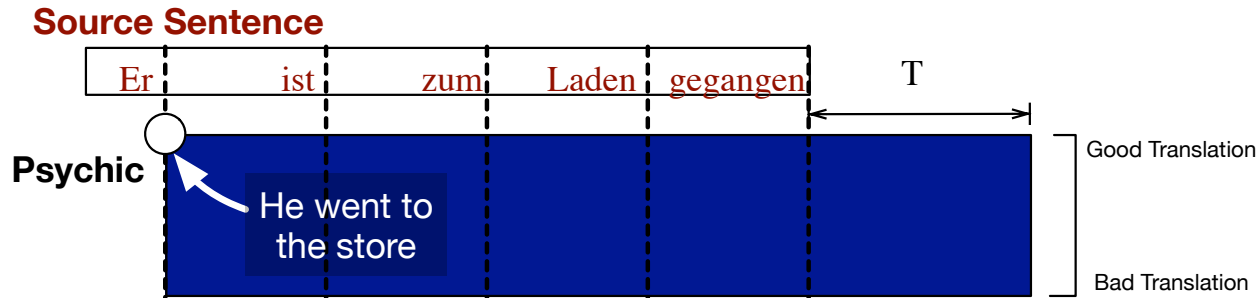 Source Sentence
Er ist zum Laden gegangen
T
Psychic
He went to
the store
Good Translation
Bad Translation